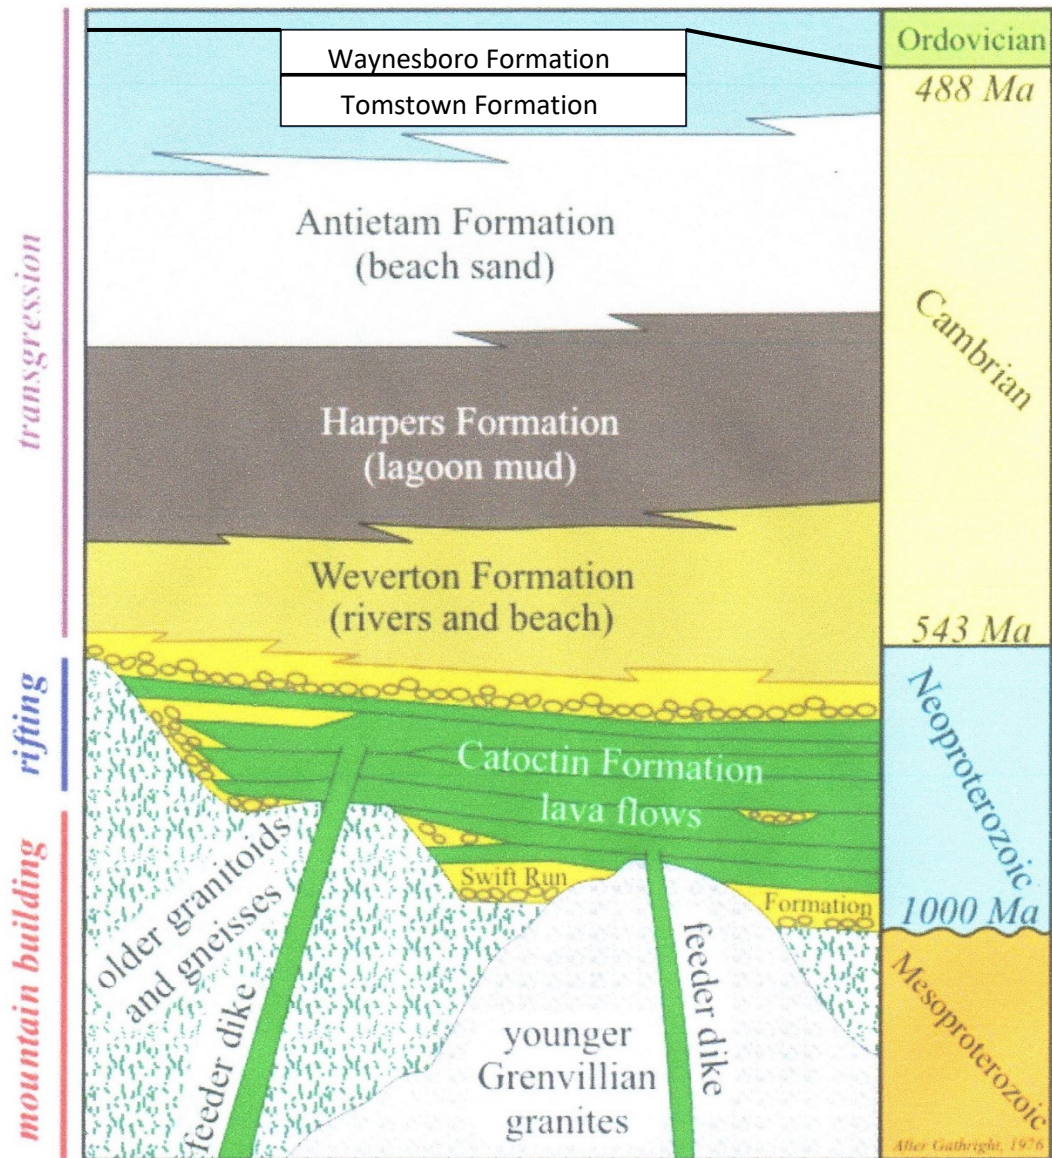 Waynesboro Formation
Tomstown Formation
Antietam Formation
(beach sand)
Harpers Formation
(lagoon mud)
Weverton Formation
(rivers and beach)
Catoctin Formation
lava flows
Swift Run
Formation
older granitoids
and gneisses
feeder dike
younger
Grenvillian
granites
feeder dike
transgression
rifting
mountain building
Ordovician
488 Ma
Cambrian
543 Ma
Neoproterozoic
1000 Ma
Mesoproterozoic
After Gathright, 1976